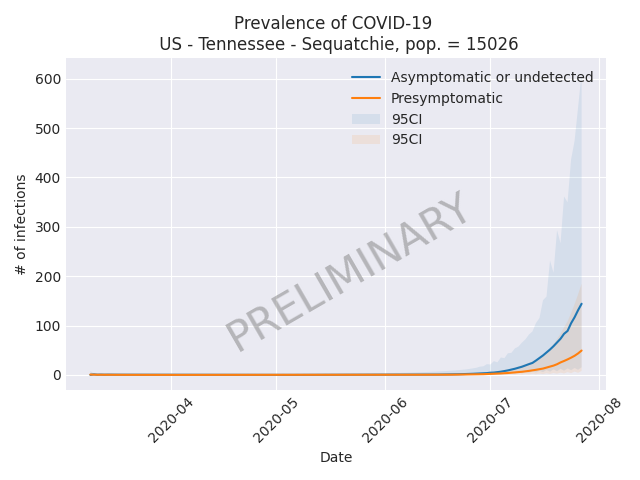 Prevalence of COVID-19
US - Tennessee - Sequatchie, pop. = 15026
Asymptomatic or undetected
Presymptomatic
95CI
95CI
PRELIMINARY
# of infections
600
500
400
300
200
100
0
2020-04
2020-05
2020-06
2020-07
2020-08
Date